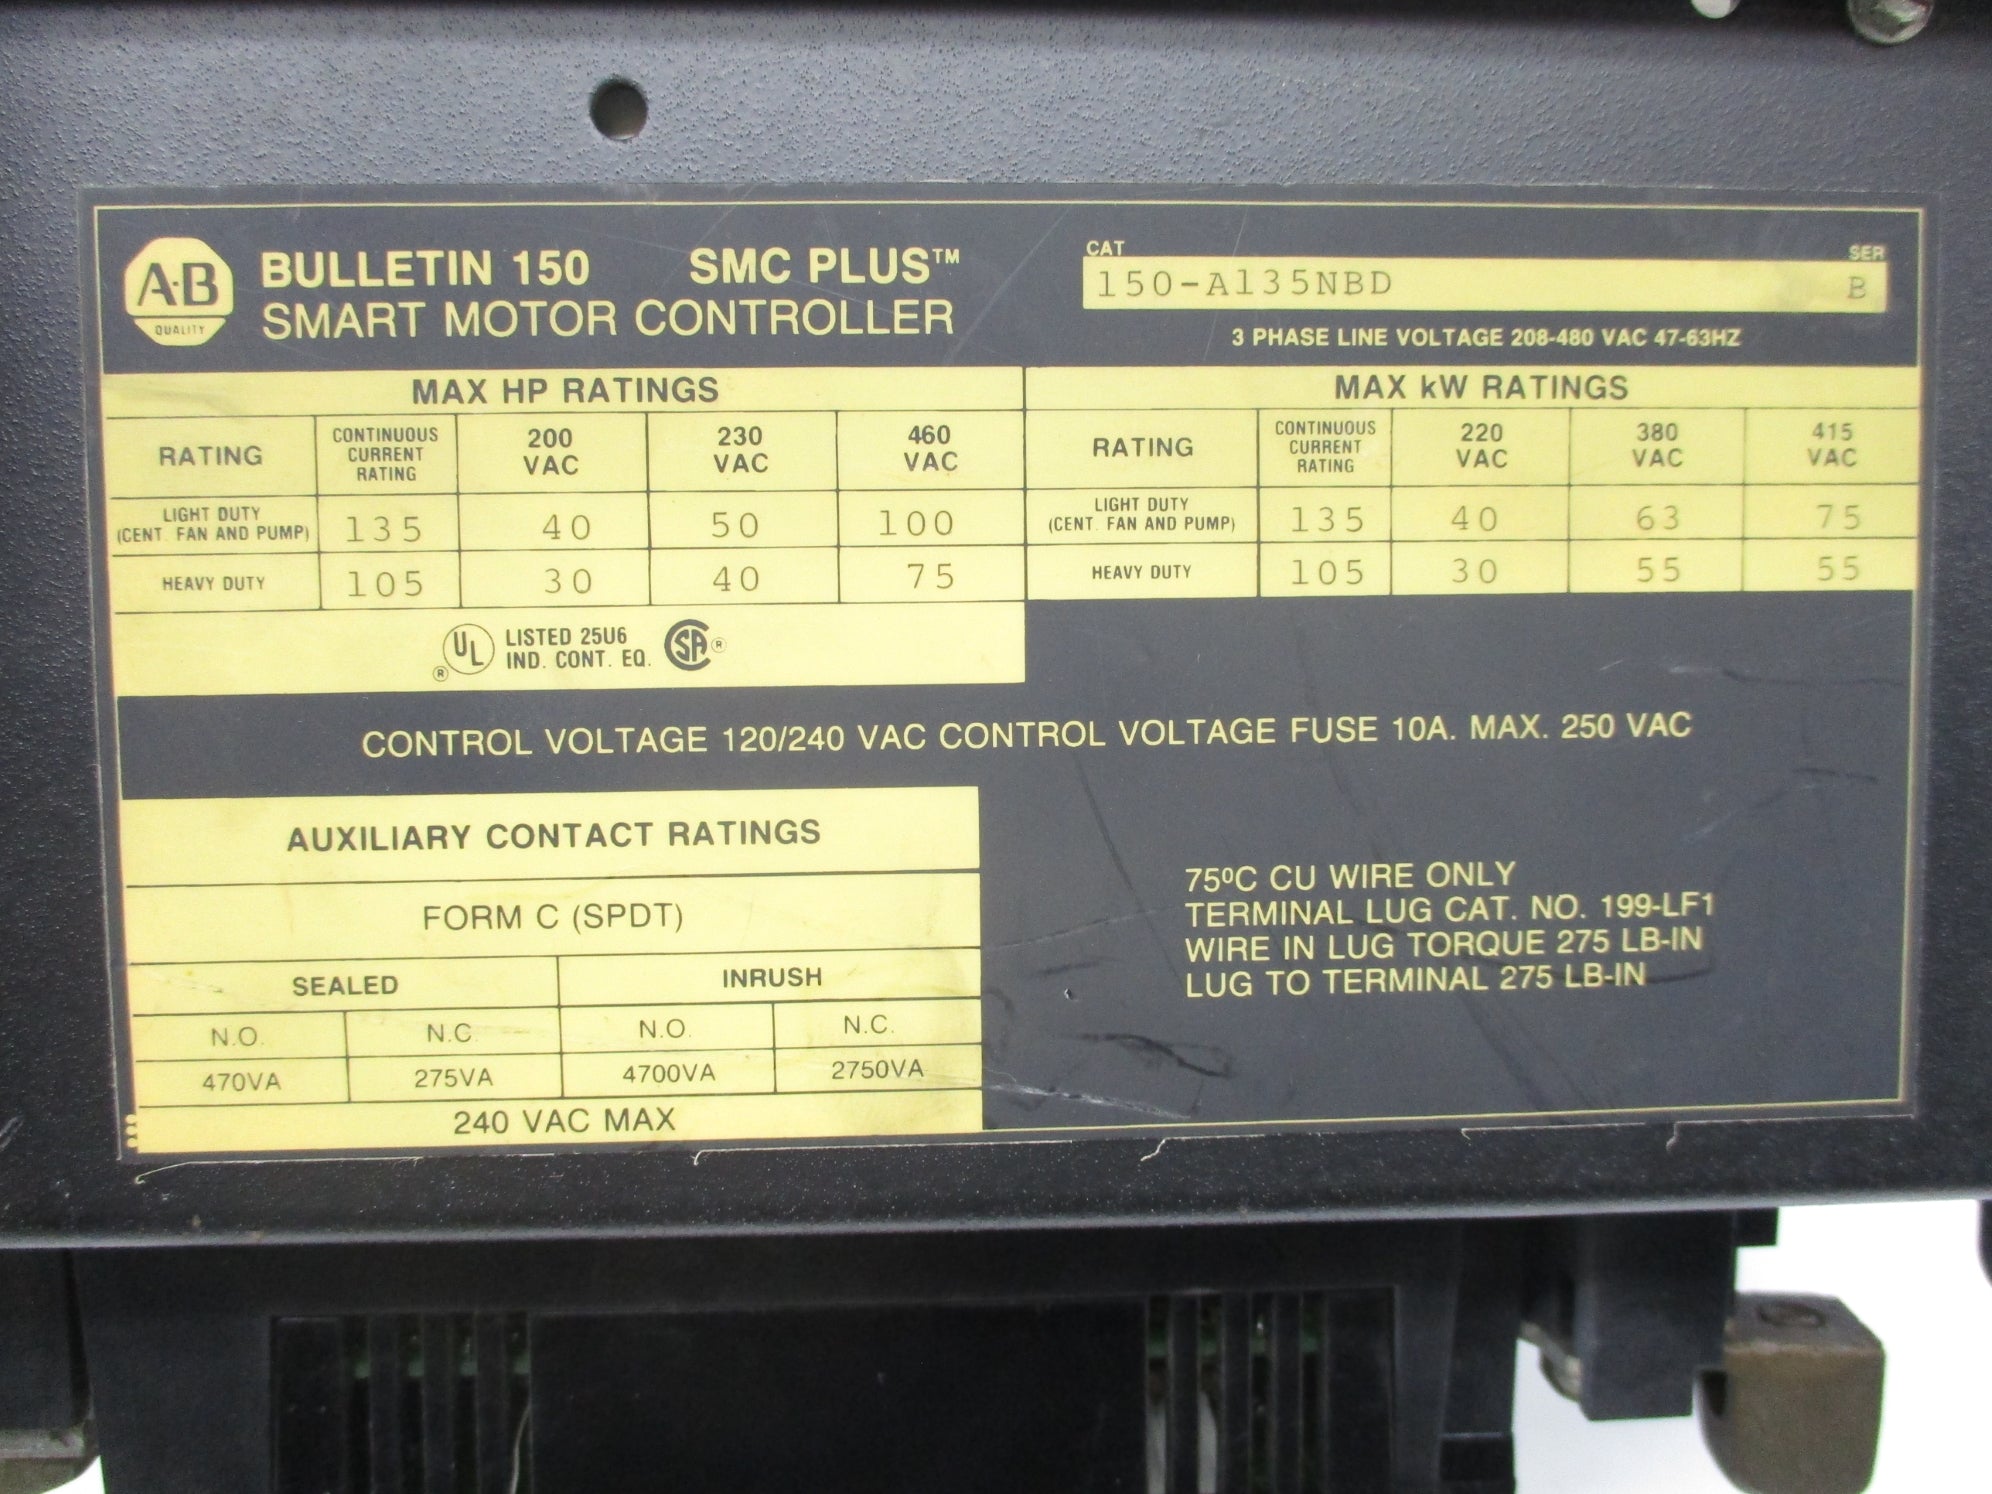 A·B
QUALITY
BULLETIN 150 SMC PLUS™
SMART MOTOR CONTROLLER
CAT SER
150-A135NBD B
3 PHASE LINE VOLTAGE 208-480 VAC 47-63HZ
MAX HP RATINGS
RATING CONTINUOUS CURRENT RATING 200 VAC 230 VAC 460 VAC
LIGHT DUTY (CENT. FAN AND PUMP) 135 40 50 100
HEAVY DUTY 105 30 40 75
MAX kW RATINGS
RATING CONTINUOUS CURRENT RATING 220 VAC 380 VAC 415 VAC
LIGHT DUTY (CENT. FAN AND PUMP) 135 40 63 75
HEAVY DUTY 105 30 55 55
UL ® LISTED 25U6 SA ®
IND. CONT. EQ.
CONTROL VOLTAGE 120/240 VAC CONTROL VOLTAGE FUSE 10A. MAX. 250 VAC
AUXILIARY CONTACT RATINGS
FORM C (SPDT)
SEALED INRUSH
N.O. N.C N.O. N.C.
470VA 275VA 4700VA 2750VA
240 VAC MAX
75ºC CU WIRE ONLY
TERMINAL LUG CAT. NO. 199-LF1
WIRE IN LUG TORQUE 275 LB-IN
LUG TO TERMINAL 275 LB-IN